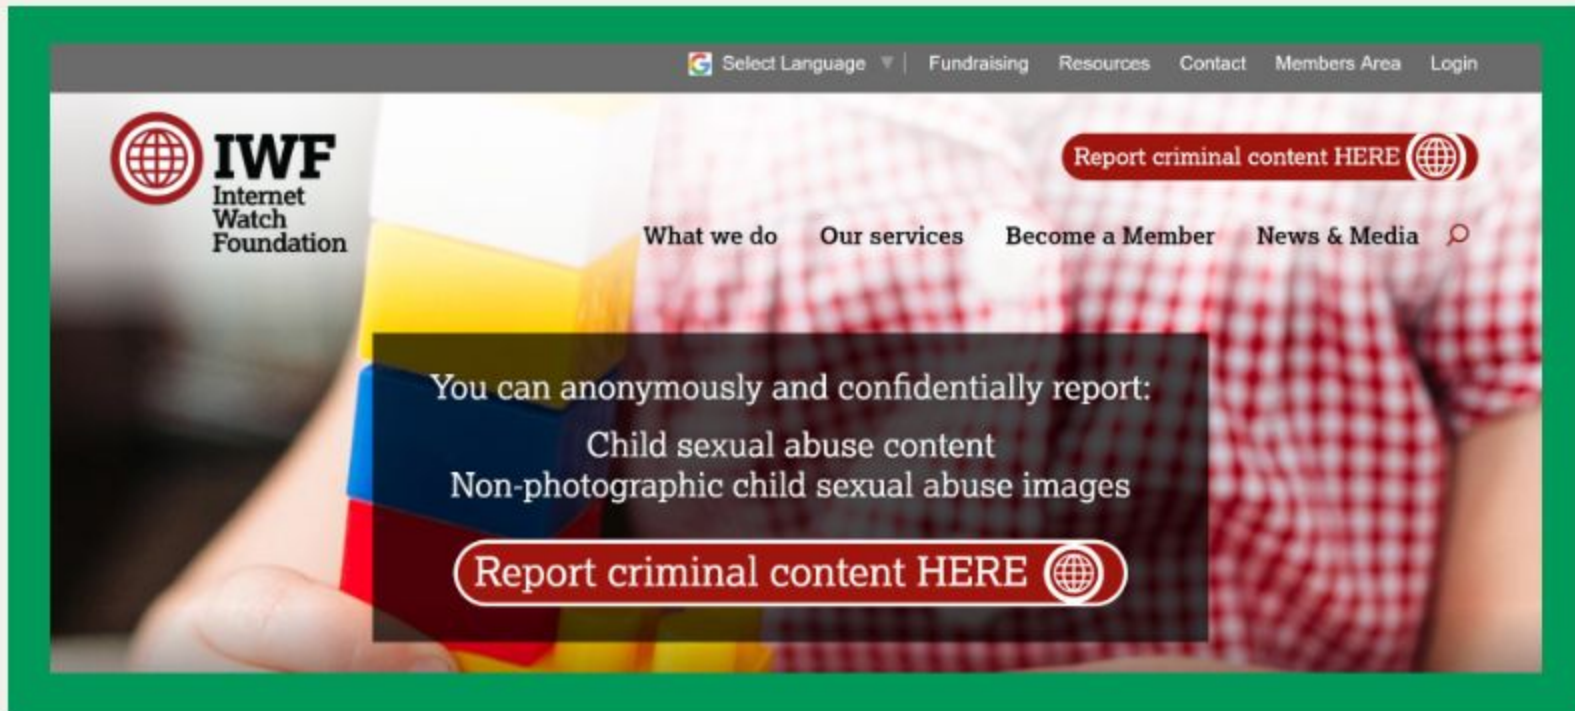 Select Language Fundraising Resources Contact Members Area Login
IWF
Internet
Watch
Foundation
Report criminal content HERE
What we do Our services Become a Member News & Media
You can anonymously and confidentially report:
Child sexual abuse content
Non-photographic child sexual abuse images
Report criminal content HERE